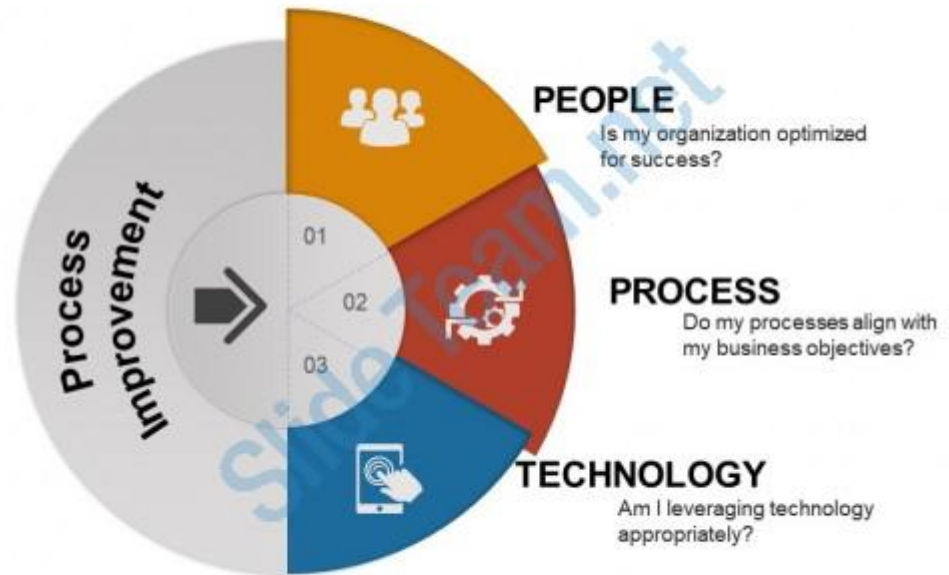 Process
Improvement
01
02
03
PEOPLE
Is my organization optimized
for success?
PROCESS
Do my processes align with
my business objectives?
TECHNOLOGY
Am I leveraging technology
appropriately?
SlideTeam.net